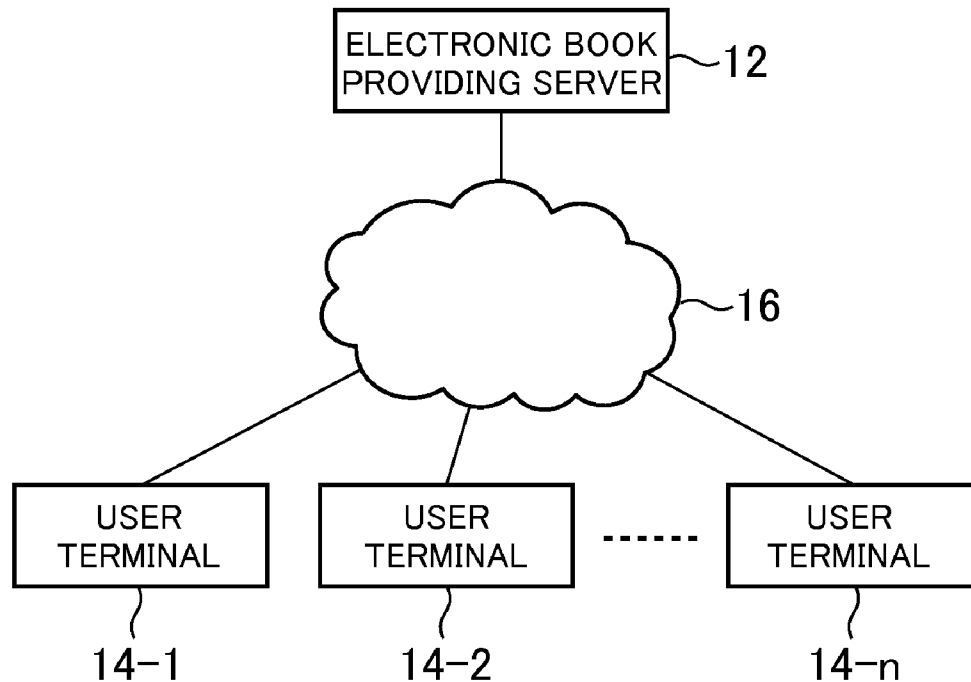 ELECTRONIC BOOK
PROVIDING SERVER
12
16
USER
TERMINAL
USER
TERMINAL
USER
TERMINAL
14-1
14-2
14-n